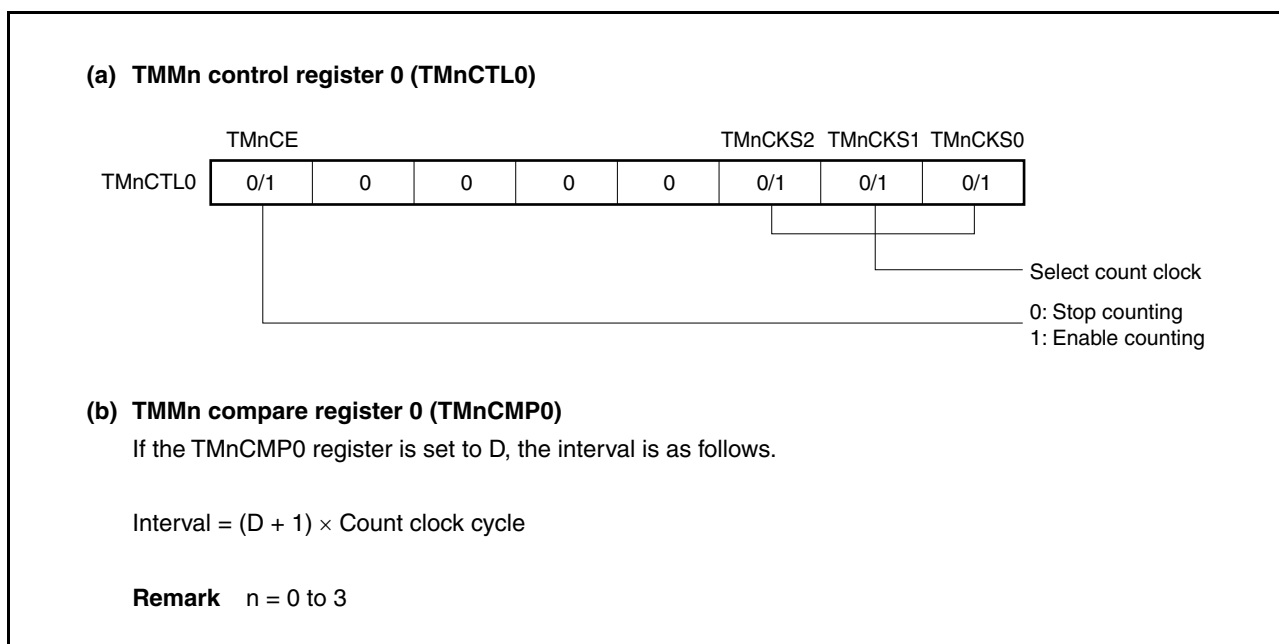 (a) TMMn control register 0 (TMnCTL0)
TMnCE TMnCKS2 TMnCKS1 TMnCKS0
TMnCTL0 0/1 0 0 0 0 0/1 0/1 0/1
Select count clock
0: Stop counting
1: Enable counting
(b) TMMn compare register 0 (TMnCMP0)
If the TMnCMP0 register is set to D, the interval is as follows.
Interval = (D + 1) × Count clock cycle
Remark n = 0 to 3